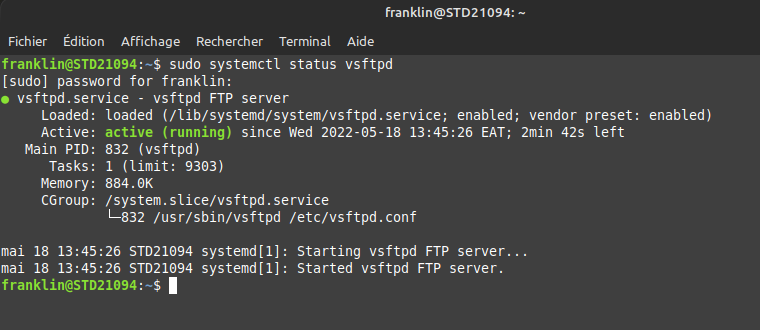 franklin@STD21094: ~
Fichier Édition Affichage Rechercher Terminal Aide
franklin@STD21094:~$ sudo systemctl status vsftpd
[sudo] password for franklin:
● vsftpd.service - vsftpd FTP server
     Loaded: loaded (/lib/systemd/system/vsftpd.service; enabled; vendor preset: enabled)
     Active: active (running) since Wed 2022-05-18 13:45:26 EAT; 2min 42s left
   Main PID: 832 (vsftpd)
      Tasks: 1 (limit: 9303)
     Memory: 884.0K
     CGroup: /system.slice/vsftpd.service
             └─832 /usr/sbin/vsftpd /etc/vsftpd.conf
mai 18 13:45:26 STD21094 systemd[1]: Starting vsftpd FTP server...
mai 18 13:45:26 STD21094 systemd[1]: Started vsftpd FTP server.
franklin@STD21094:~$